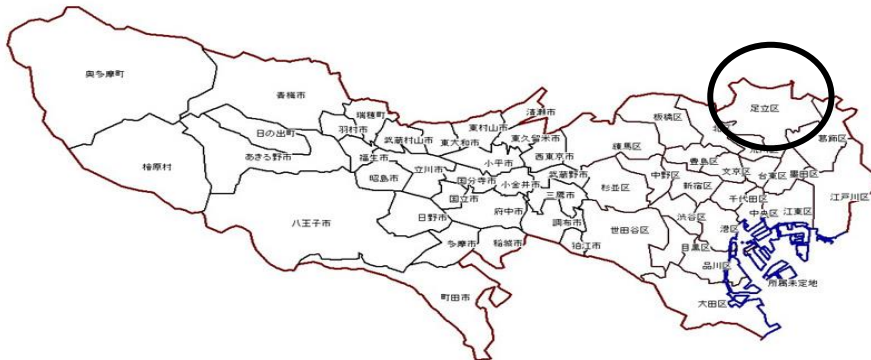 奥多摩町
青梅市
瑞穂町
清瀬市
板橋区
足立区
日の出町
羽村市
武蔵村山市
東大和市
東村山市
東久留米市
練馬区
葛飾区
檜原村
あきる野市
福生市
昭島市
立川市
小平市
西東京市
武蔵野市
中野区
豊島区
文京区
台東区
墨田区
国分寺市
小金井市
三鷹市
杉並区
新宿区
江戸川区
八王子市
日野市
国立市
府中市
調布市
世田谷区
渋谷区
千代田区
中央区
江東区
港区
多摩市
稲城市
狛江市
目黒区
品川区
所属未定地
町田市
大田区